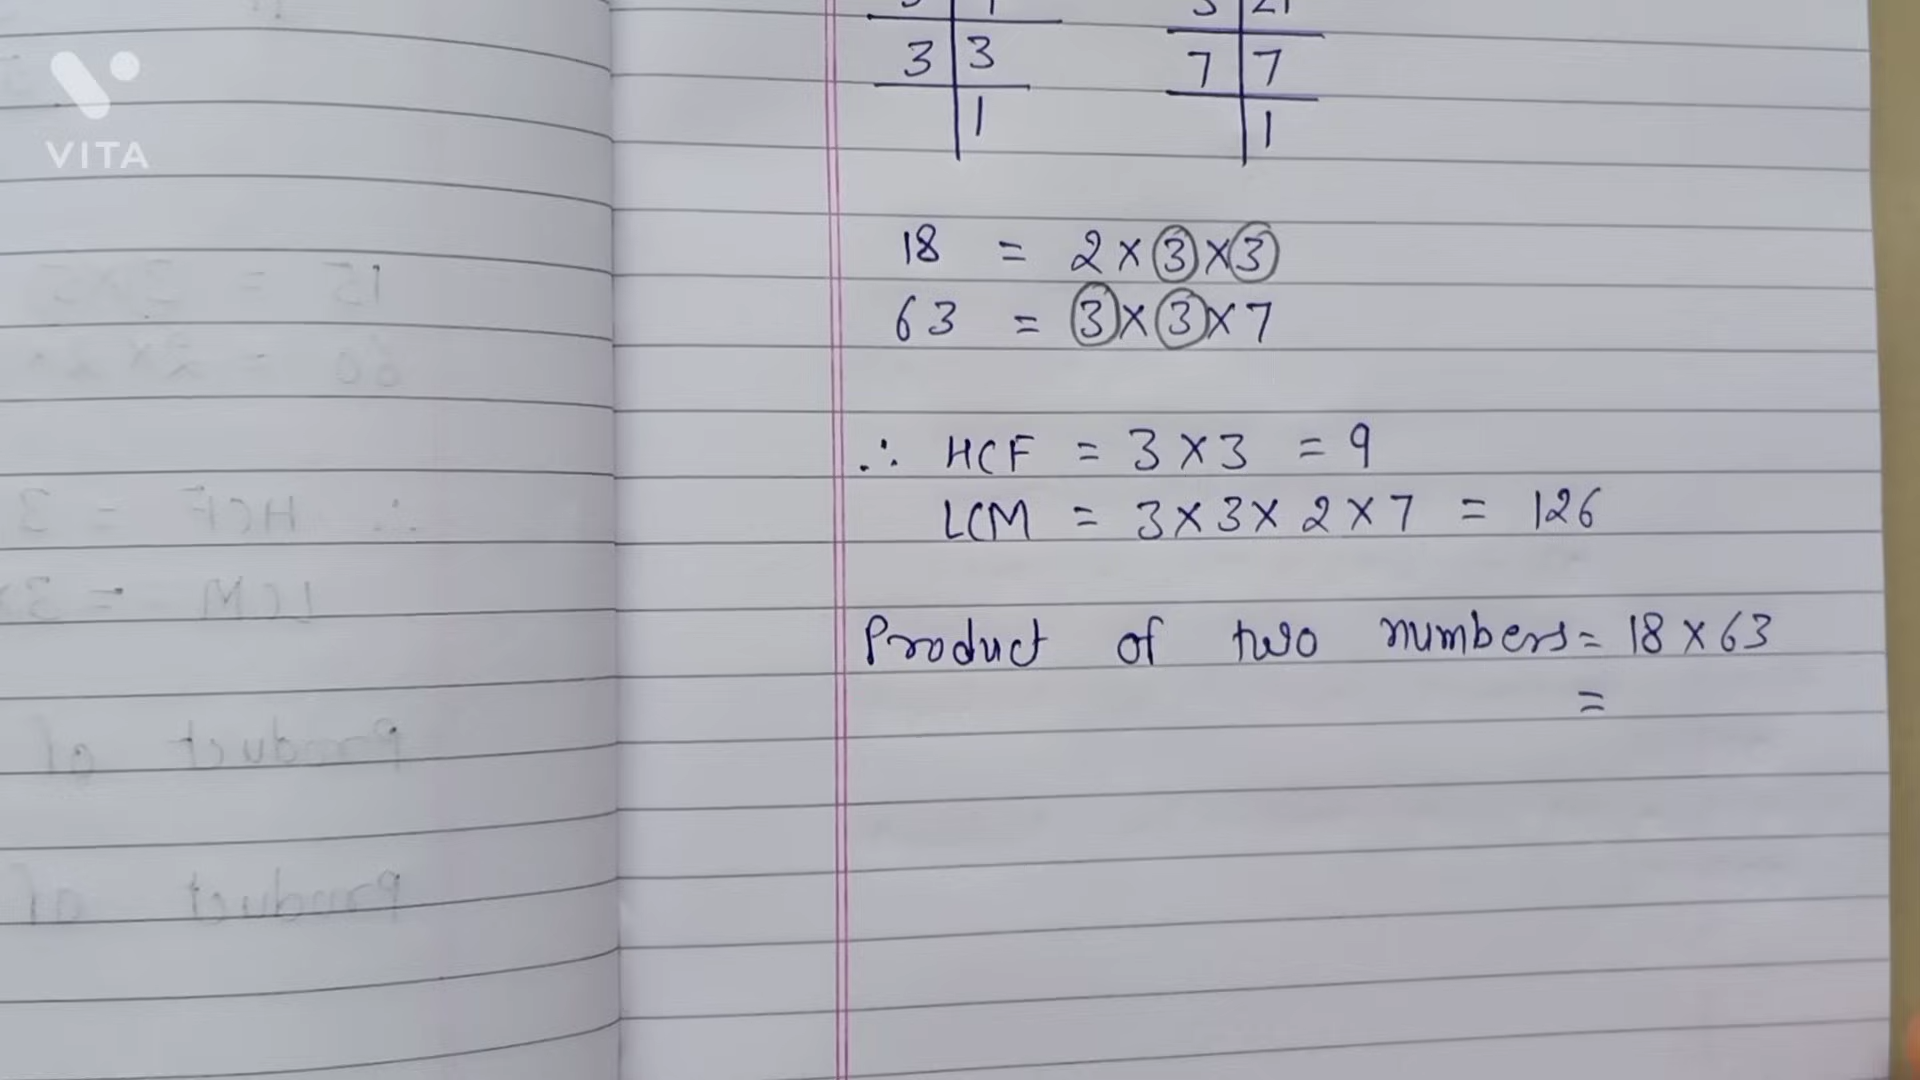 VITA
3 | 3
7 | 7
1
1
18 = 2 × 3 × 3
63 = 3 × 3 × 7
∴ HCF = 3 × 3 = 9
LCM = 3 × 3 × 2 × 7 = 126
Product of two numbers = 18 × 63
=